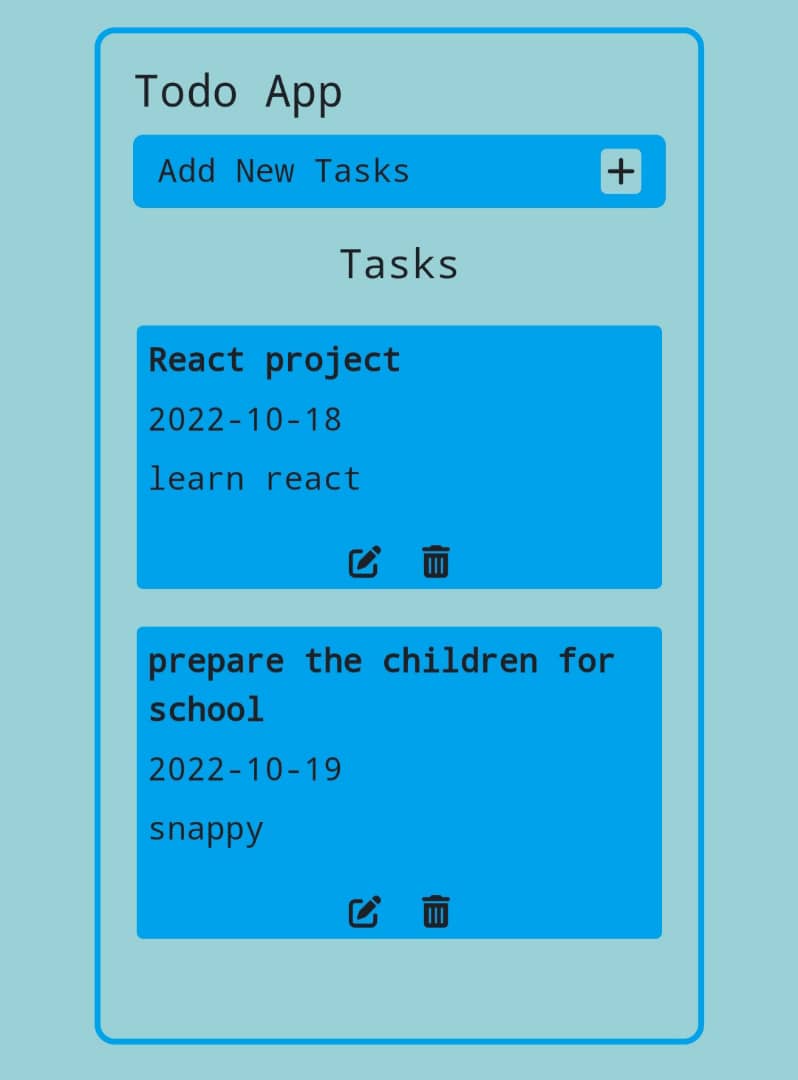 Todo App
Add New Tasks
Tasks
React project
2022-10-18
learn react
prepare the children for
school
2022-10-19
snappy